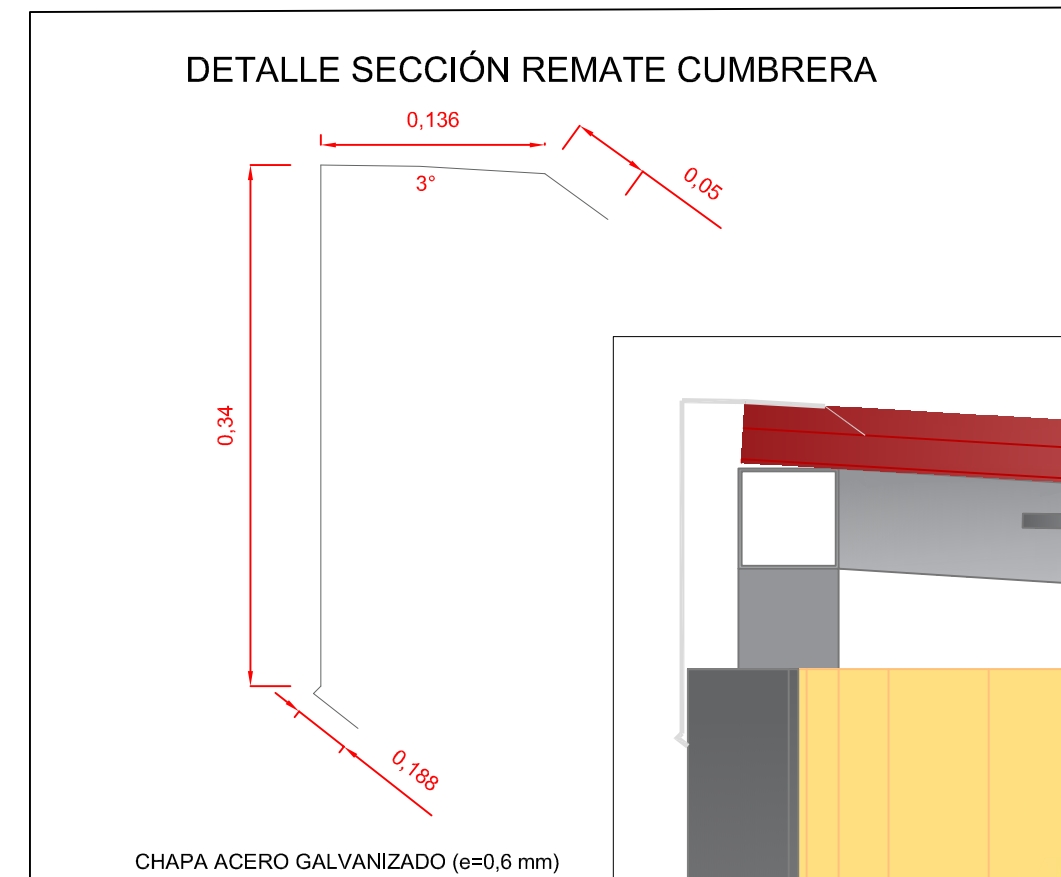 DETALLE SECCIÓN REMATE CUMBRERA
0,136
3°
0,05
0,34
0,188
CHAPA ACERO GALVANIZADO (e=0,6 mm)